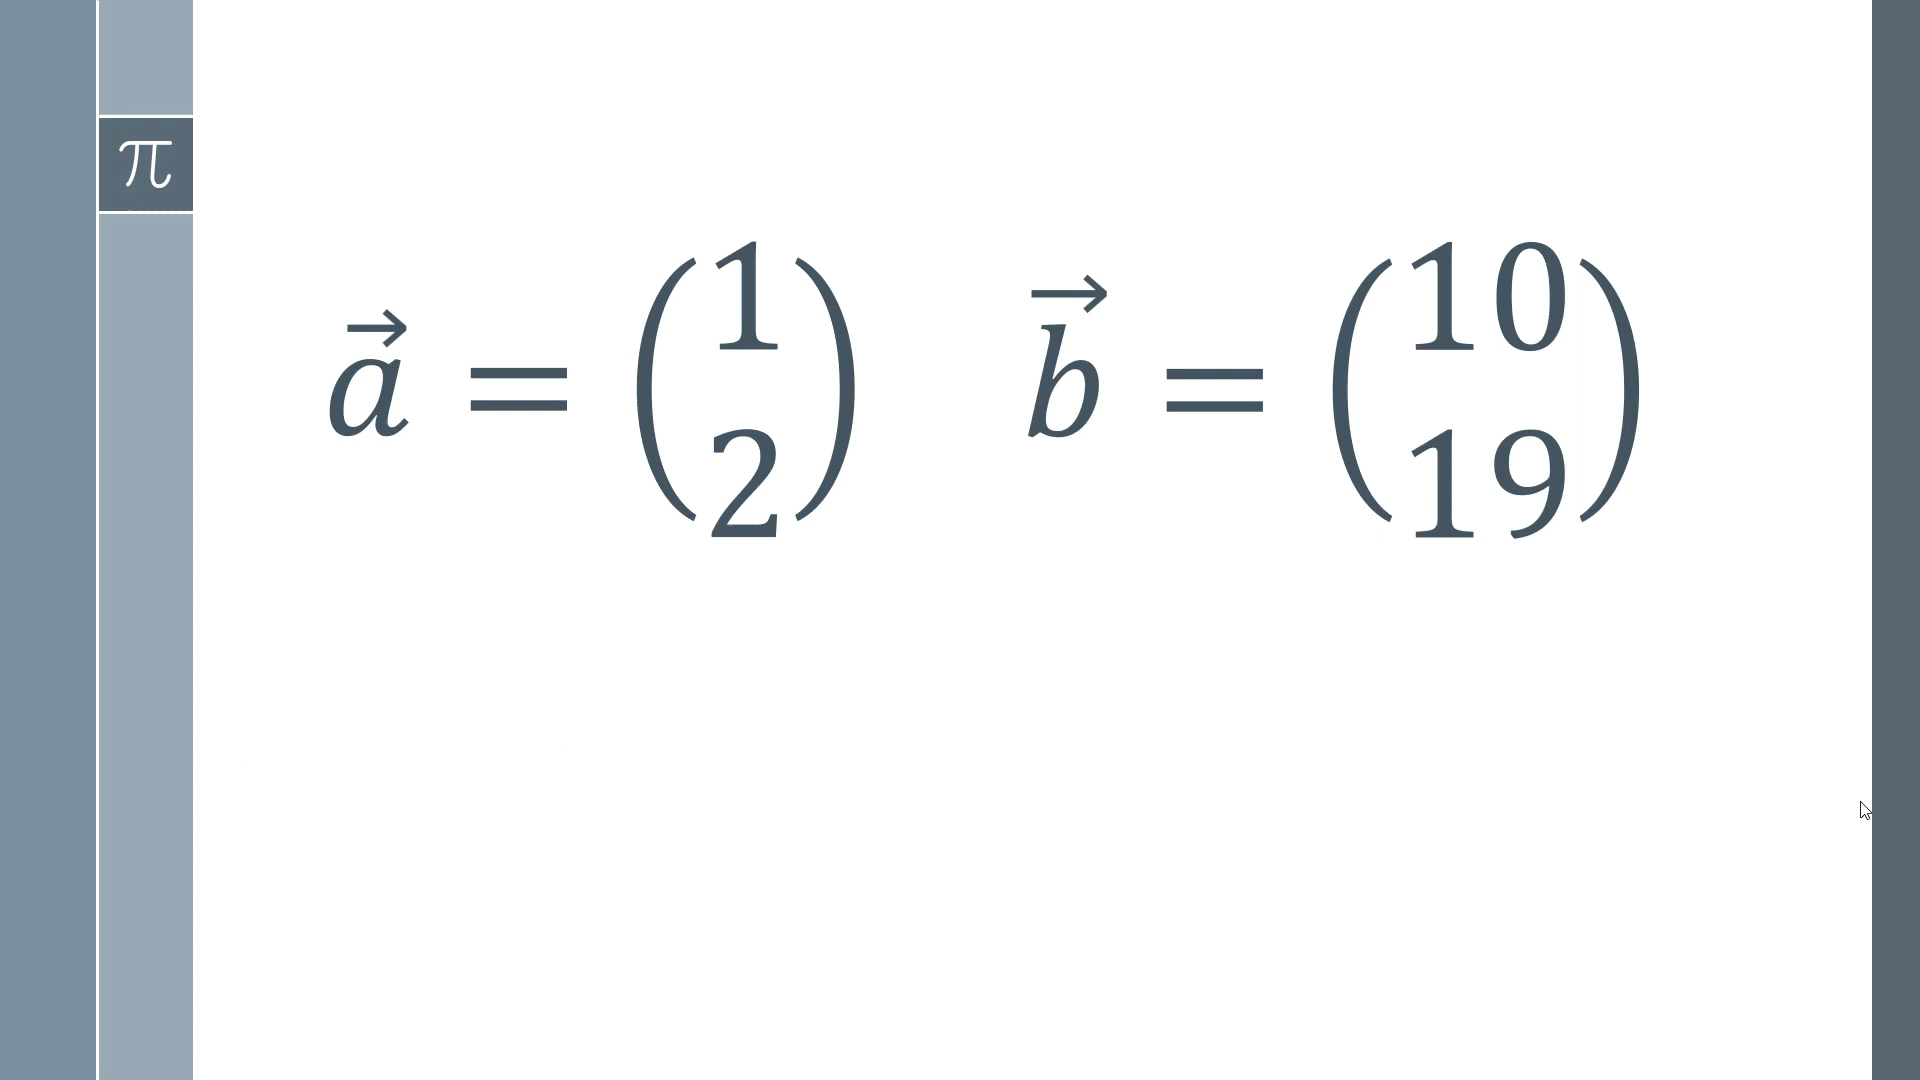 π
a⃗ = (1 2) b⃗ = (10 19)